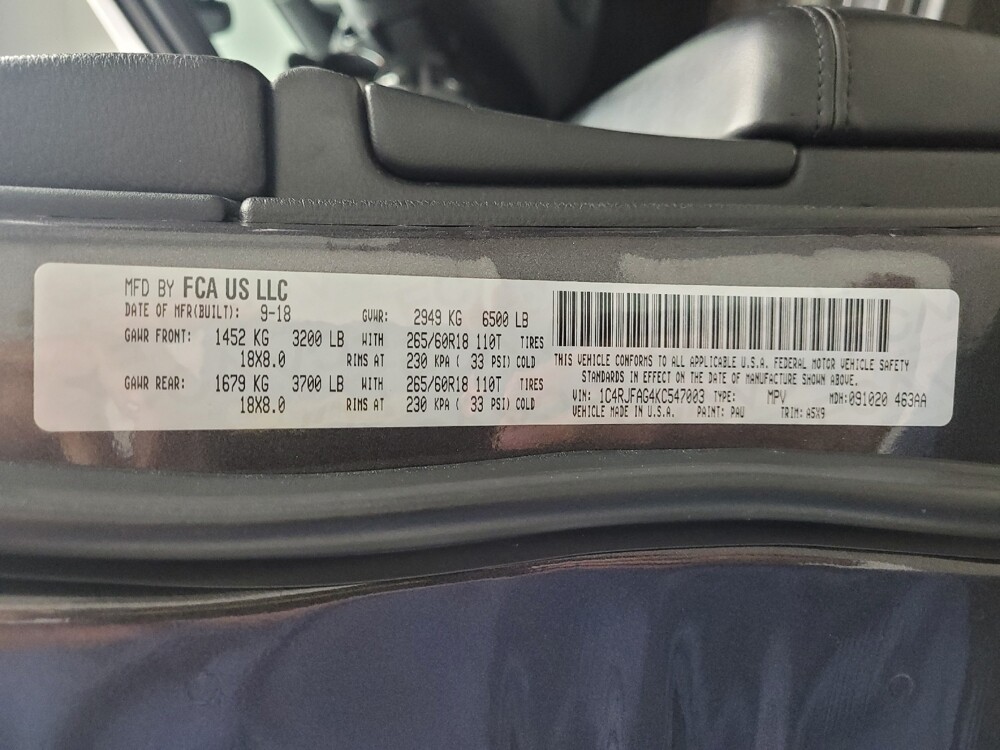 MFD BY FCA US LLC
DATE OF MFR(BUILT): 9-18 GVWR: 2949 KG 6500 LB
GAWR FRONT: 1452 KG 3200 LB WITH 265/60R18 110T TIRES
18X8.0 RIMS AT 230 KPA ( 33 PSI) COLD
GAWR REAR: 1679 KG 3700 LB WITH 265/60R18 110T TIRES
18X8.0 RIMS AT 230 KPA ( 33 PSI) COLD
THIS VEHICLE CONFORMS TO ALL APPLICABLE U.S.A. FEDERAL MOTOR VEHICLE SAFETY
STANDARDS IN EFFECT ON THE DATE OF MANUFACTURE SHOWN ABOVE.
VIN: 1C4RJFAG4KC547003 TYPE: MPV MDH:091020 463AA
VEHICLE MADE IN U.S.A. PAINT: PAU TRIM: A5X9